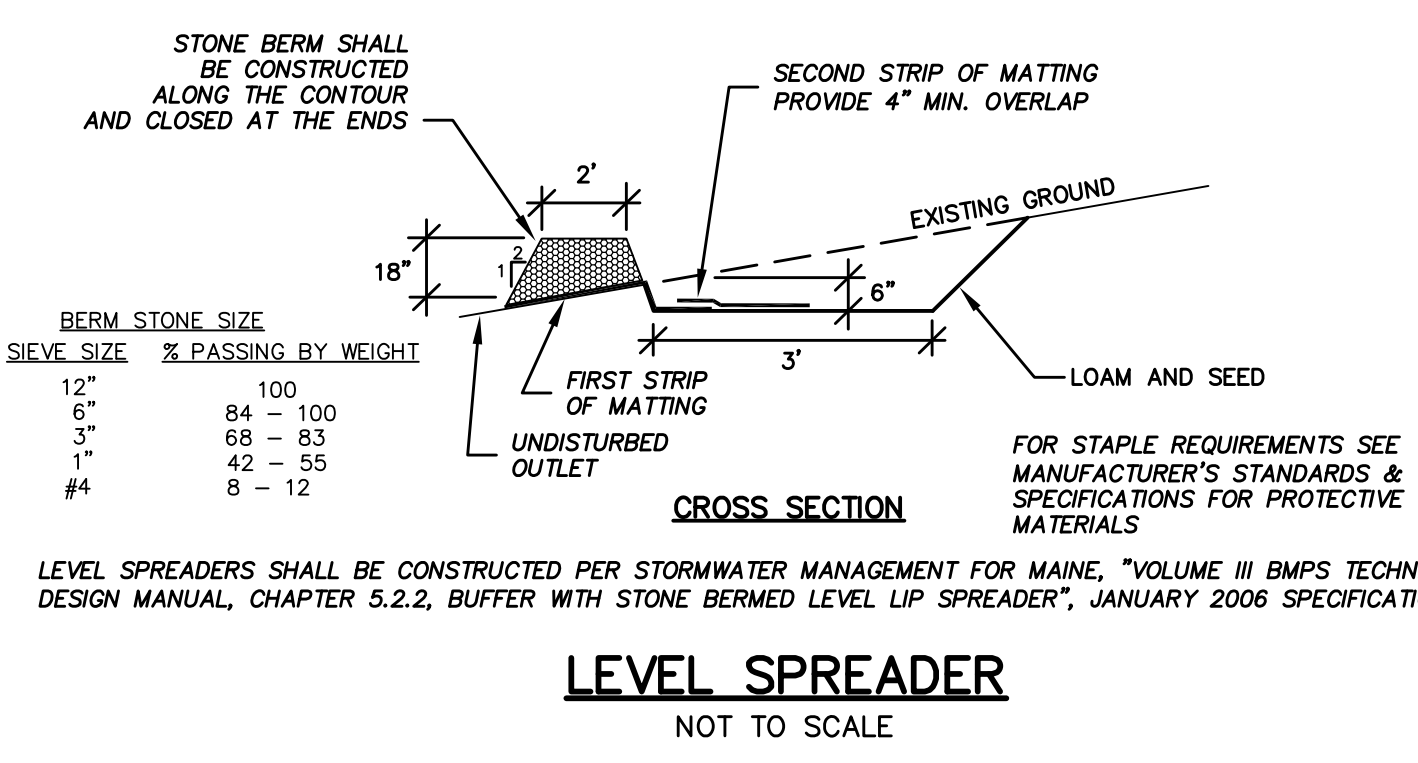 STONE BERM SHALL
BE CONSTRUCTED
ALONG THE CONTOUR
AND CLOSED AT THE ENDS
SECOND STRIP OF MATTING
PROVIDE 4" MIN. OVERLAP
2'
EXISTING GROUND
18"
2
1
6"
3'
BERM STONE SIZE
SIEVE SIZE % PASSING BY WEIGHT
12" 100
6" 84 – 100
3" 68 – 83
1" 42 – 55
#4 8 – 12
FIRST STRIP
OF MATTING
LOAM AND SEED
UNDISTURBED
OUTLET
FOR STAPLE REQUIREMENTS SEE
MANUFACTURER'S STANDARDS &
SPECIFICATIONS FOR PROTECTIVE
MATERIALS
CROSS SECTION
LEVEL SPREADERS SHALL BE CONSTRUCTED PER STORMWATER MANAGEMENT FOR MAINE, "VOLUME III BMPS TECHN
DESIGN MANUAL, CHAPTER 5.2.2, BUFFER WITH STONE BERMED LEVEL LIP SPREADER", JANUARY 2006 SPECIFICATI
LEVEL SPREADER
NOT TO SCALE